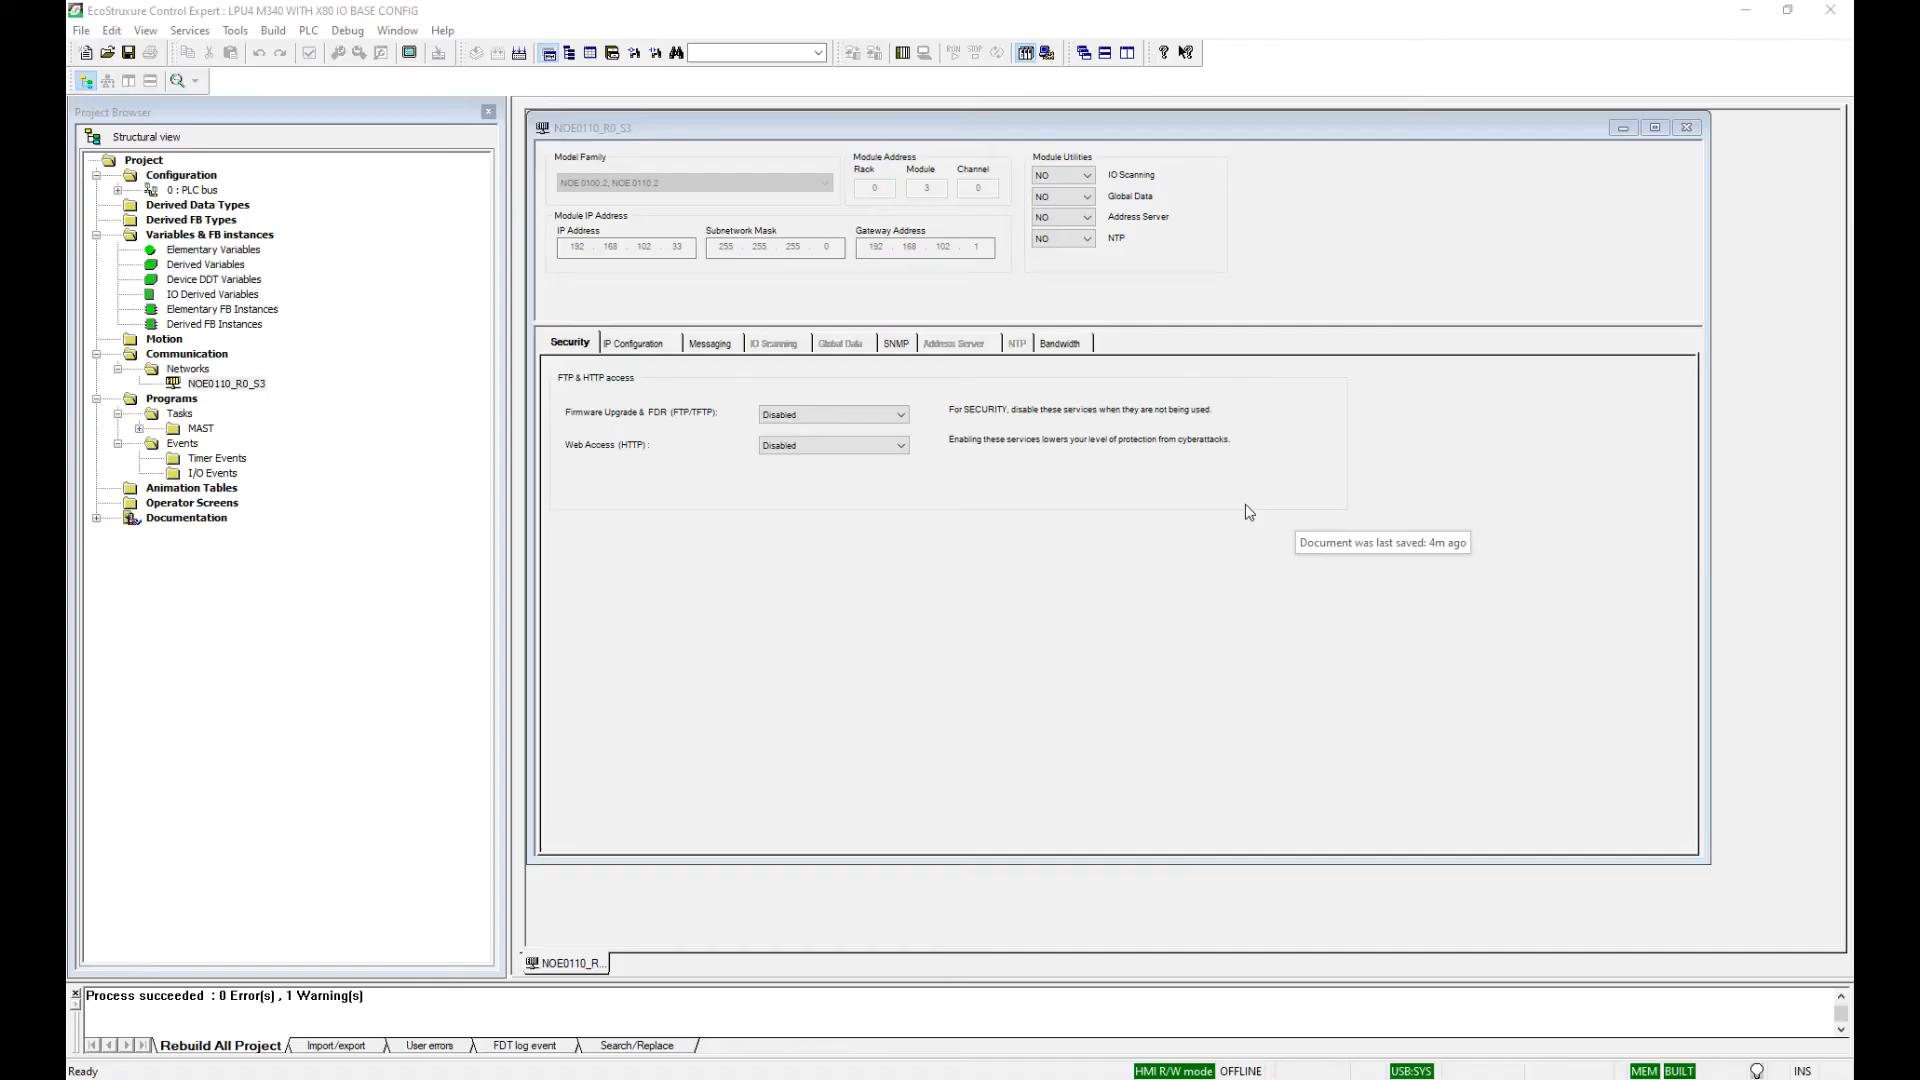 EcoStruxure Control Expert : LPU4 M340 WITH X80 IO BASE CONFIG
File Edit View Services Tools Build PLC Debug Window Help
RUN STOP
Project Browser
Structural view
Project
Configuration
0 : PLC bus
Derived Data Types
Derived FB Types
Variables & FB instances
Elementary Variables
Derived Variables
Device DDT Variables
IO Derived Variables
Elementary FB Instances
Derived FB Instances
Motion
Communication
Networks
NOE0110_R0_S3
Programs
Tasks
MAST
Events
Timer Events
I/O Events
Animation Tables
Operator Screens
Documentation
NOE0110_R0_S3
Model Family
NOE 0100.2, NOE 0110.2
Module Address
Rack Module Channel
0 3 0
Module IP Address
IP Address Subnetwork Mask Gateway Address
192 . 168 . 102 . 33 255 . 255 . 255 . 0 192 . 168 . 102 . 1
Module Utilities
NO IO Scanning
NO Global Data
NO Address Server
NO NTP
Security IP Configuration Messaging IO Scanning Global Data SNMP Address Server NTP Bandwidth
FTP & HTTP access
Firmware Upgrade & FDR (FTP/TFTP): Disabled For SECURITY, disable these services when they are not being used.
Web Access (HTTP) : Disabled Enabling these services lowers your level of protection from cyberattacks.
Document was last saved: 4m ago
NOE0110_R...
Process succeeded : 0 Error(s) , 1 Warning(s)
Rebuild All Project Import/export User errors FDT log event Search/Replace
Ready HMI R/W mode OFFLINE USB:SYS MEM BUILT INS